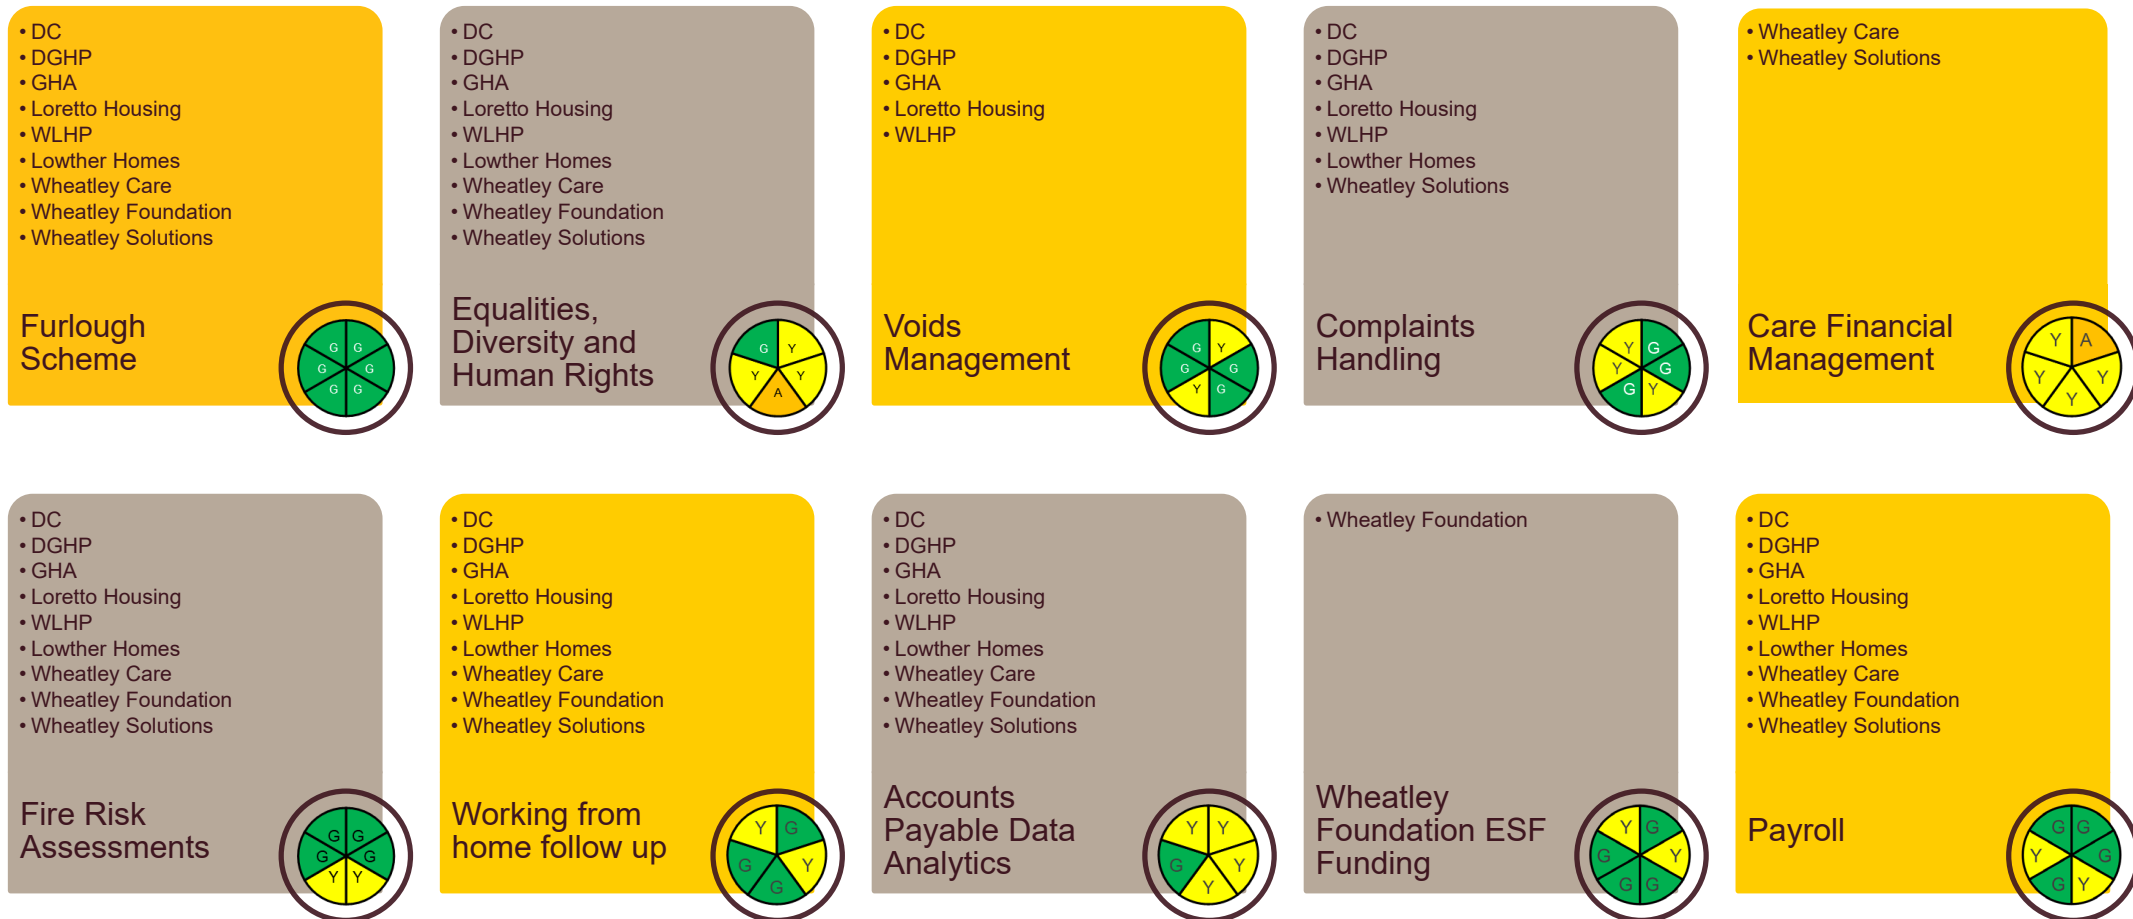 • DC
• DGHP
• GHA
• Loretto Housing
• WLHP
• Lowther Homes
• Wheatley Care
• Wheatley Foundation
• Wheatley Solutions
Furlough
Scheme
G G
G G
G G
• DC
• DGHP
• GHA
• Loretto Housing
• WLHP
• Lowther Homes
• Wheatley Care
• Wheatley Foundation
• Wheatley Solutions
Equalities,
Diversity and
Human Rights
G Y
Y Y
A
• DC
• DGHP
• GHA
• Loretto Housing
• WLHP
Voids
Management
G Y
G G
Y G
• DC
• DGHP
• GHA
• Loretto Housing
• WLHP
• Lowther Homes
• Wheatley Solutions
Complaints
Handling
Y G
Y G
G Y
• Wheatley Care
• Wheatley Solutions
Care Financial
Management
Y A
Y Y
Y
• DC
• DGHP
• GHA
• Loretto Housing
• WLHP
• Lowther Homes
• Wheatley Care
• Wheatley Foundation
• Wheatley Solutions
Fire Risk
Assessments
G G
G G
Y Y
• DC
• DGHP
• GHA
• Loretto Housing
• WLHP
• Lowther Homes
• Wheatley Care
• Wheatley Foundation
• Wheatley Solutions
Working from
home follow up
Y G
G Y
G
• DC
• DGHP
• GHA
• Loretto Housing
• WLHP
• Lowther Homes
• Wheatley Care
• Wheatley Foundation
• Wheatley Solutions
Accounts
Payable Data
Analytics
Y Y
G Y
Y
• Wheatley Foundation
Wheatley
Foundation ESF
Funding
Y G
G Y
G G
• DC
• DGHP
• GHA
• Loretto Housing
• WLHP
• Lowther Homes
• Wheatley Care
• Wheatley Foundation
• Wheatley Solutions
Payroll
G G
Y G
G Y